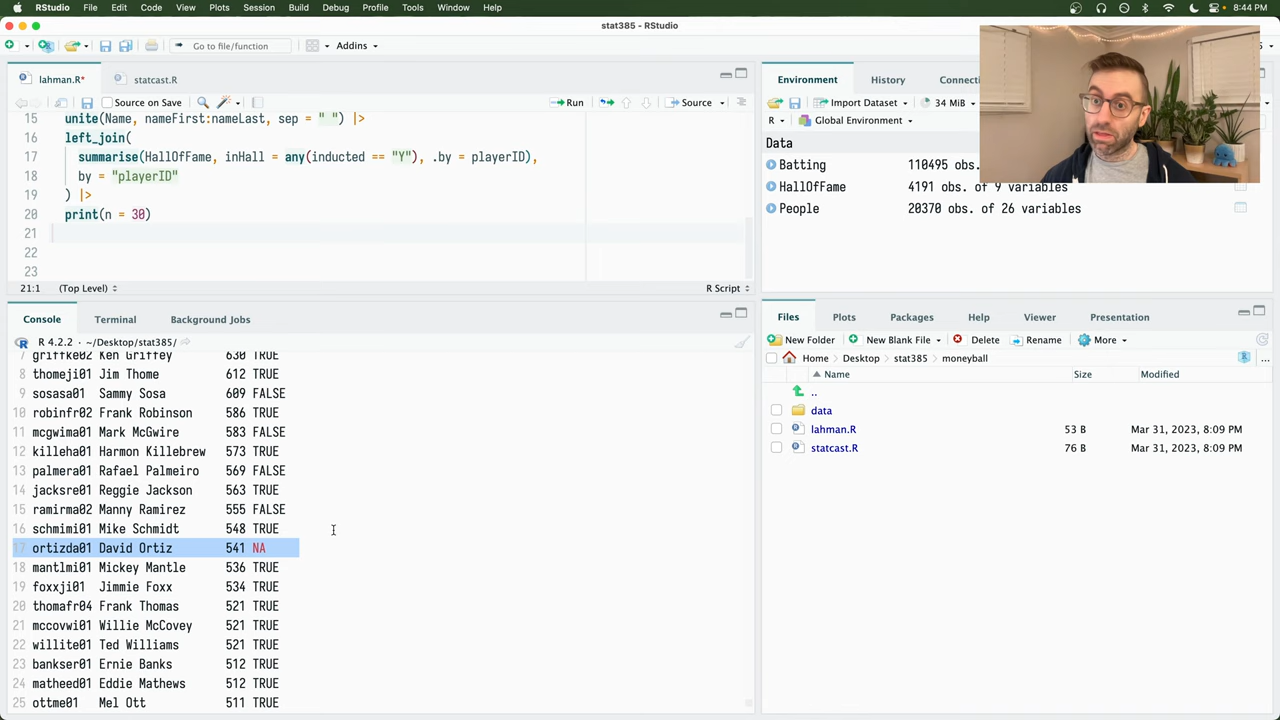 RStudio File Edit Code View Plots Session Build Debug Profile Tools Window Help 8:44 PM
stat385 - RStudio
Go to file/function Addins
lahman.R* statcast.R
Source on Save Run Source
15 unite(Name, nameFirst:nameLast, sep = " ") |>
16 left_join(
17 summarise(HallOfFame, inHall = any(inducted == "Y"), .by = playerID),
18 by = "playerID"
19 ) |>
20 print(n = 30)
21
22
23
21:1 (Top Level) R Script
Console Terminal Background Jobs
R 4.2.2 · ~/Desktop/stat385/
7 griffke02 Ken Griffey 630 TRUE
8 thomeji01 Jim Thome 612 TRUE
9 sosasa01 Sammy Sosa 609 FALSE
10 robinfr02 Frank Robinson 586 TRUE
11 mcgwima01 Mark McGwire 583 FALSE
12 killeha01 Harmon Killebrew 573 TRUE
13 palmera01 Rafael Palmeiro 569 FALSE
14 jacksre01 Reggie Jackson 563 TRUE
15 ramirma02 Manny Ramirez 555 FALSE
16 schmimi01 Mike Schmidt 548 TRUE
17 ortizda01 David Ortiz 541 NA
18 mantlmi01 Mickey Mantle 536 TRUE
19 foxxji01 Jimmie Foxx 534 TRUE
20 thomafr04 Frank Thomas 521 TRUE
21 mccovwi01 Willie McCovey 521 TRUE
22 willite01 Ted Williams 521 TRUE
23 bankser01 Ernie Banks 512 TRUE
24 matheed01 Eddie Mathews 512 TRUE
25 ottme01 Mel Ott 511 TRUE
Environment History
Import Dataset 34 MiB
R Global Environment
Data
Batting 110495 obs.
HallOfFame 4191 obs. of 9 variables
People 20370 obs. of 26 variables
Files Plots Packages Help Viewer Presentation
New Folder New Blank File Delete Rename More
Home Desktop stat385 moneyball
Name Size Modified
..
data
lahman.R 53 B Mar 31, 2023, 8:09 PM
statcast.R 76 B Mar 31, 2023, 8:09 PM